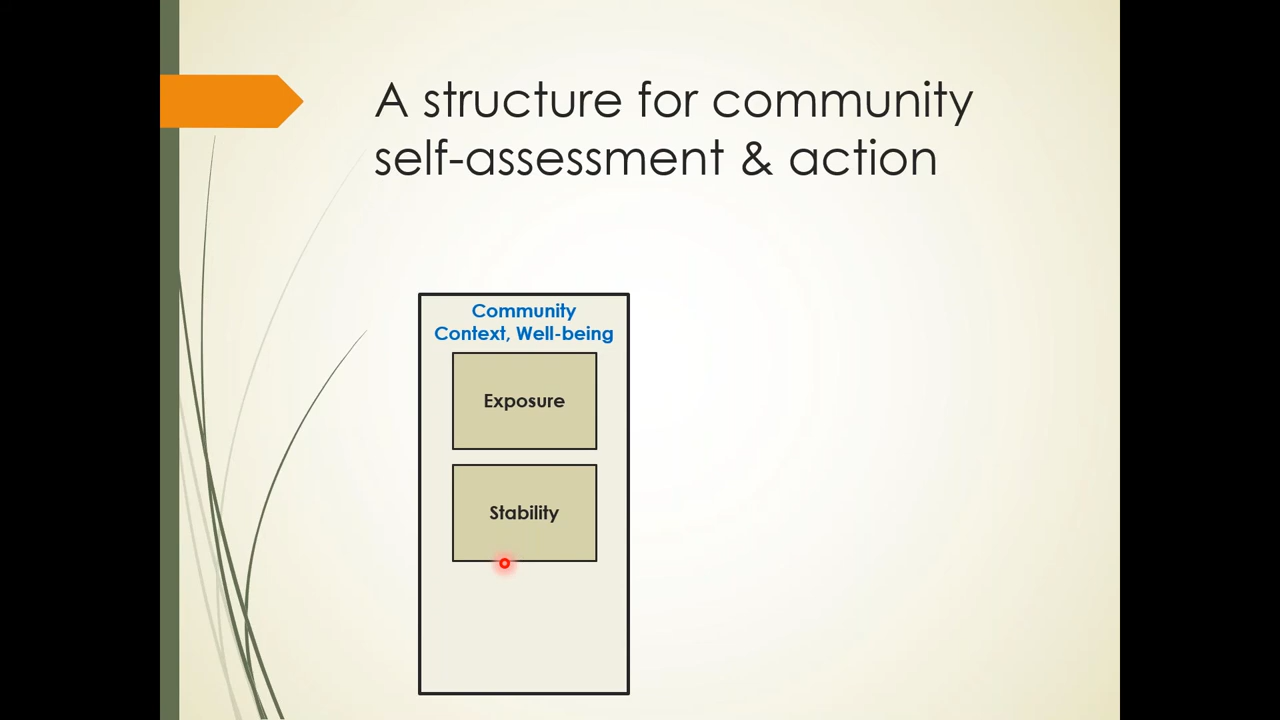 A structure for community
self-assessment & action
Community
Context, Well-being
Exposure
Stability